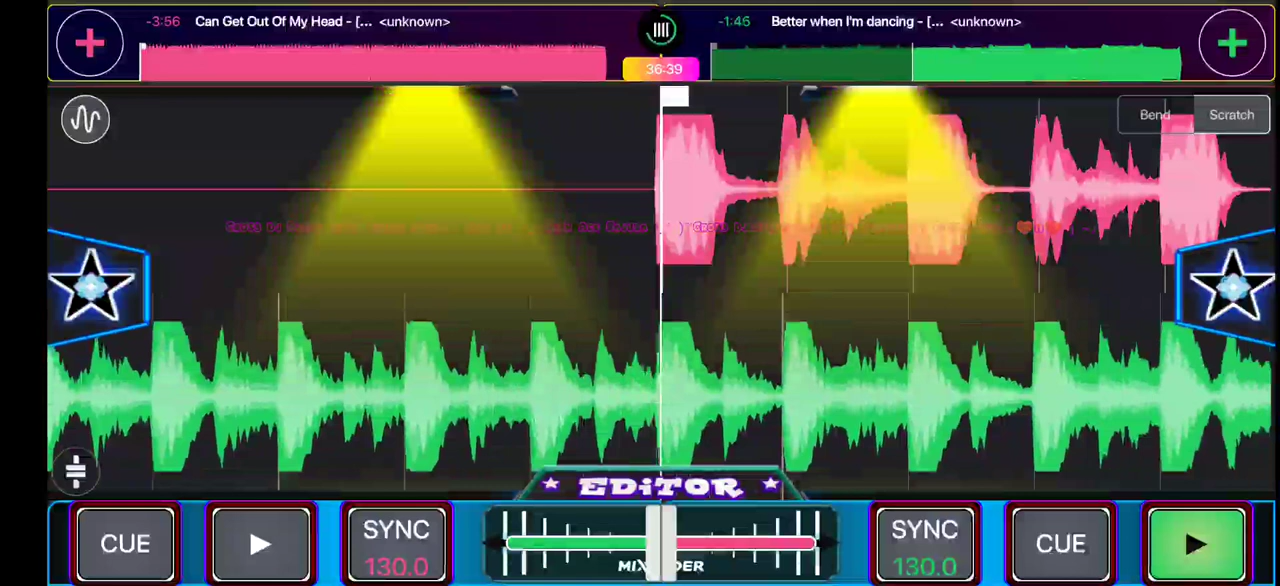 -3:56 Can Get Out Of My Head - [... <unknown>
-1:45 Better when I'm dancing - [... <unknown>
36:39
Bend Scratch
EDiTOR
CUE SYNC 130.0
SYNC 130.0 CUE